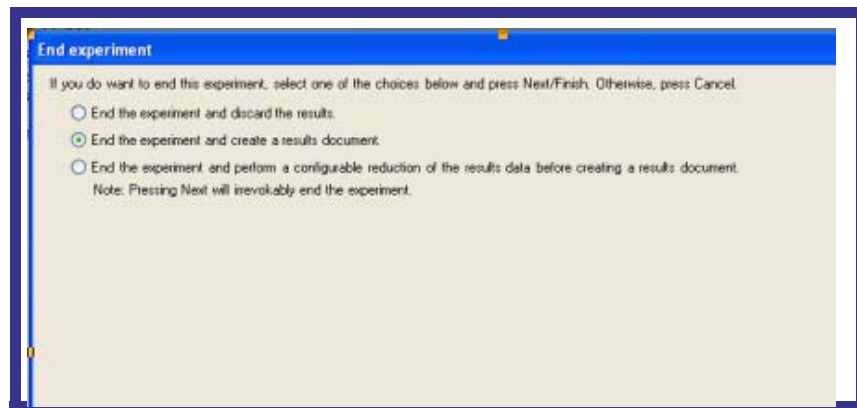 End experiment
If you do want to end this experiment, select one of the choices below and press Next/Finish. Otherwise, press Cancel.
End the experiment and discard the results.
End the experiment and create a results document.
End the experiment and perform a configurable reduction of the results data before creating a results document.
Note: Pressing Next will irrevokably end the experiment.